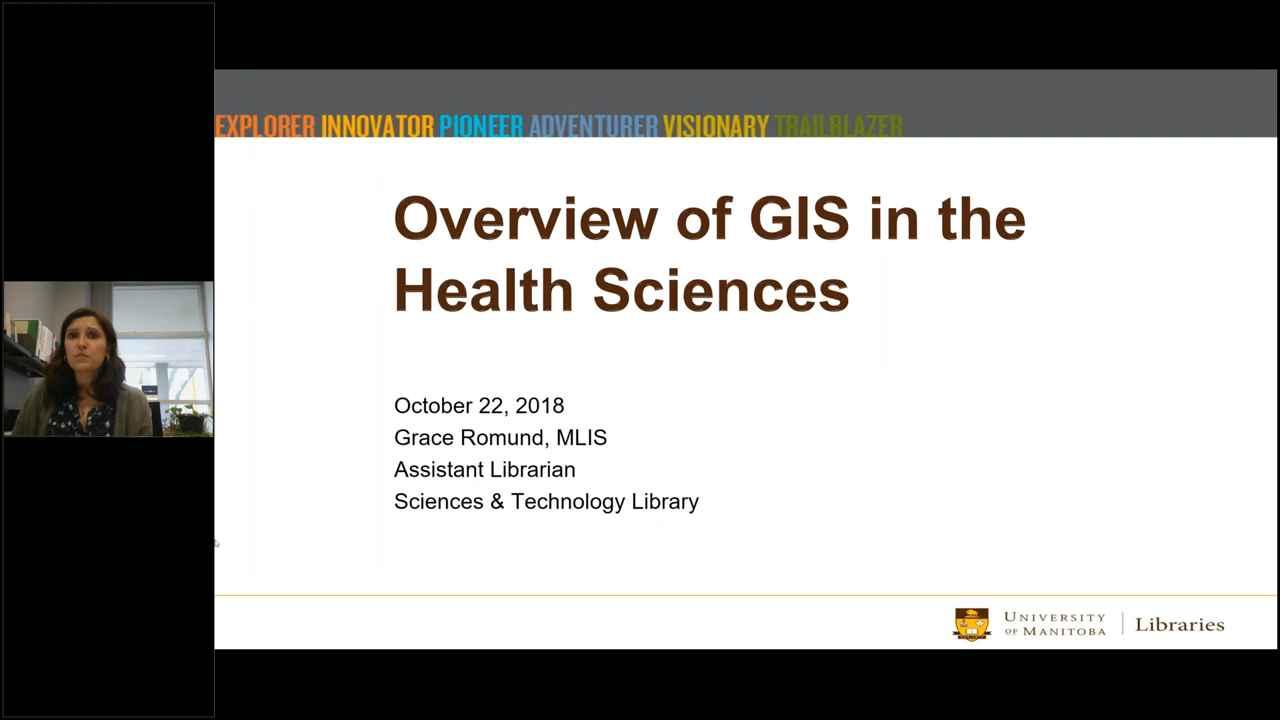 EXPLORER INNOVATOR PIONEER ADVENTURER VISIONARY TRAILBLAZER
Overview of GIS in the
Health Sciences
October 22, 2018
Grace Romund, MLIS
Assistant Librarian
Sciences & Technology Library
UNIVERSITY
OF MANITOBA
Libraries